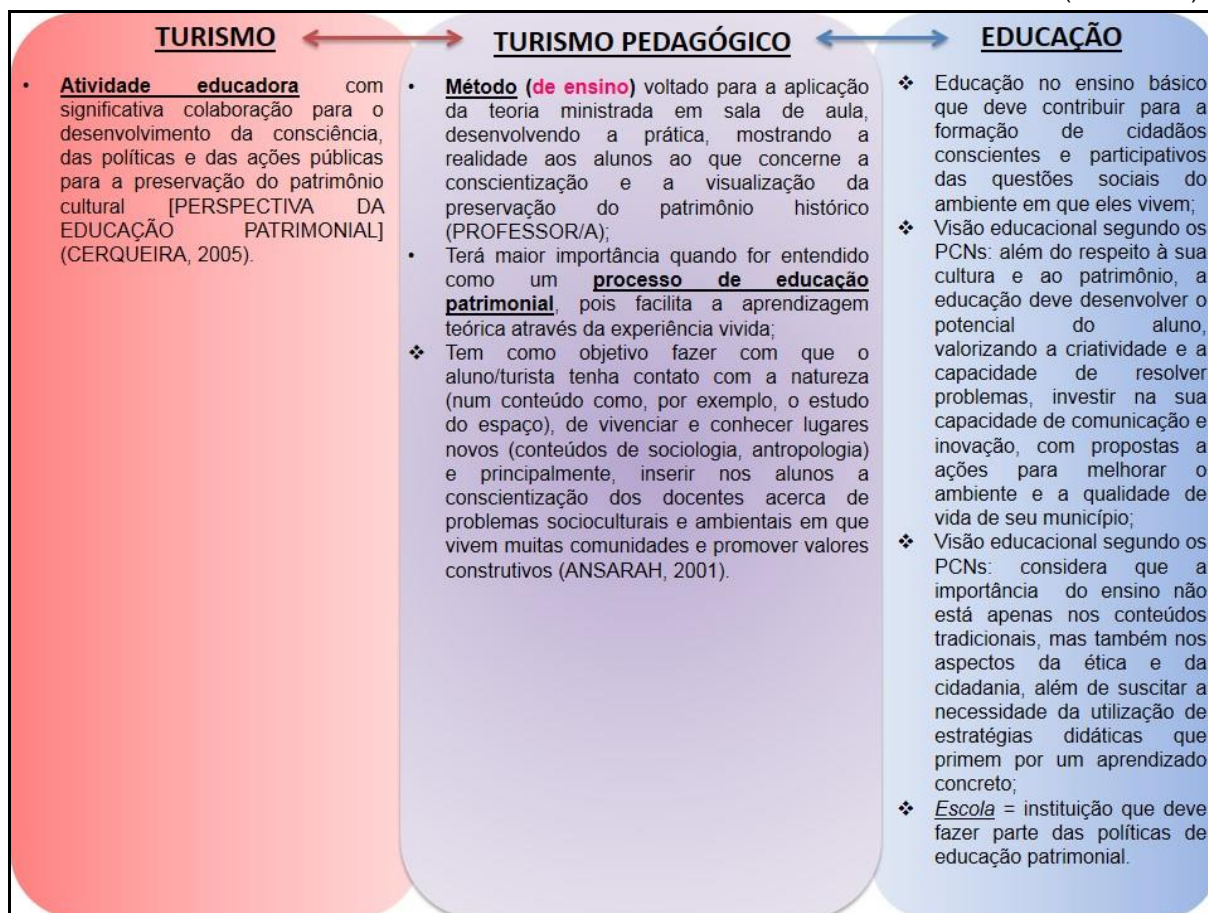 TURISMO
• Atividade educadora com
significativa colaboração para o
desenvolvimento da consciência,
das políticas e das ações públicas
para a preservação do patrimônio
cultural [PERSPECTIVA DA
EDUCAÇÃO PATRIMONIAL]
(CERQUEIRA, 2005).
TURISMO PEDAGÓGICO
• Método (de ensino) voltado para a aplicação
da teoria ministrada em sala de aula,
desenvolvendo a prática, mostrando a
realidade aos alunos ao que concerne a
conscientização e a visualização da
preservação do patrimônio histórico
(PROFESSOR/A);
• Terá maior importância quando for entendido
como um processo de educação
patrimonial, pois facilita a aprendizagem
teórica através da experiência vivida;
❖ Tem como objetivo fazer com que o
aluno/turista tenha contato com a natureza
(num conteúdo como, por exemplo, o estudo
do espaço), de vivenciar e conhecer lugares
novos (conteúdos de sociologia, antropologia)
e principalmente, inserir nos alunos a
conscientização dos docentes acerca de
problemas socioculturais e ambientais em que
vivem muitas comunidades e promover valores
construtivos (ANSARAH, 2001).
EDUCAÇÃO
❖ Educação no ensino básico
que deve contribuir para a
formação de cidadãos
conscientes e participativos
das questões sociais do
ambiente em que eles vivem;
❖ Visão educacional segundo os
PCNs: além do respeito à sua
cultura e ao patrimônio, a
educação deve desenvolver o
potencial do aluno,
valorizando a criatividade e a
capacidade de resolver
problemas, investir na sua
capacidade de comunicação e
inovação, com propostas a
ações para melhorar o
ambiente e a qualidade de
vida de seu município;
❖ Visão educacional segundo os
PCNs: considera que a
importância do ensino não
está apenas nos conteúdos
tradicionais, mas também nos
aspectos da ética e da
cidadania, além de suscitar a
necessidade da utilização de
estratégias didáticas que
primem por um aprendizado
concreto;
❖ Escola = instituição que deve
fazer parte das políticas de
educação patrimonial.